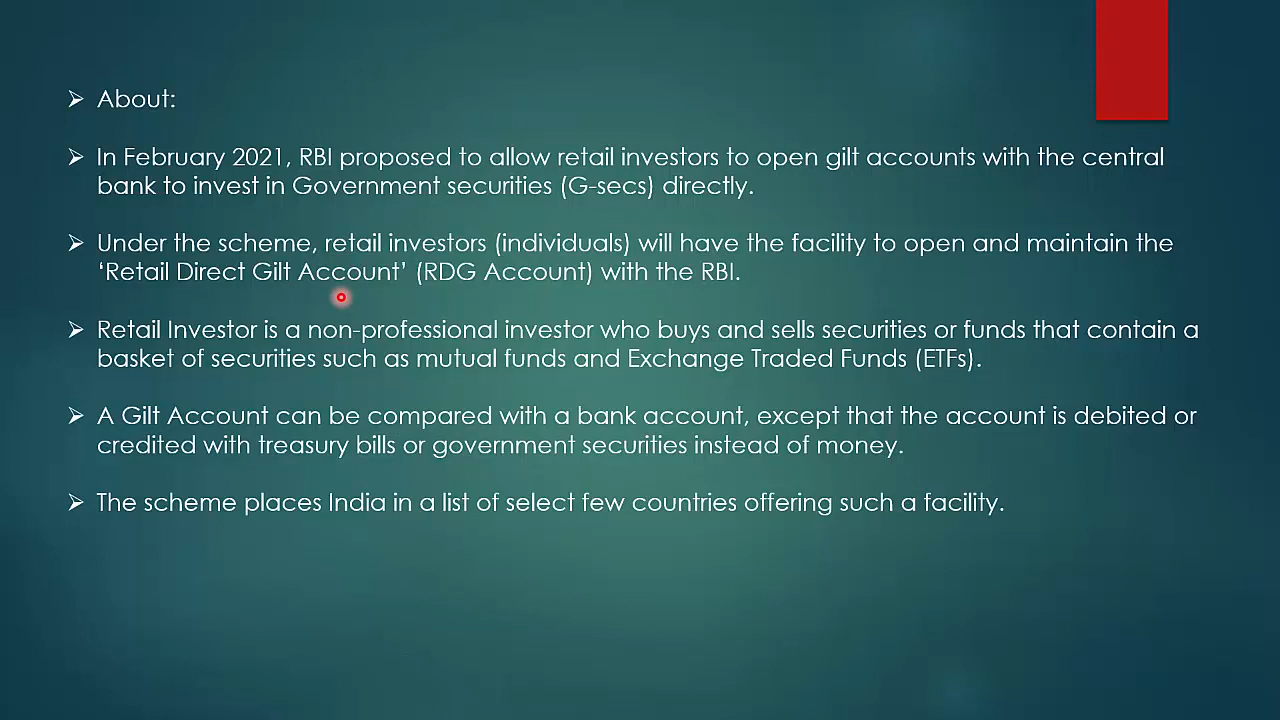 About:
In February 2021, RBI proposed to allow retail investors to open gilt accounts with the central
bank to invest in Government securities (G-secs) directly.
Under the scheme, retail investors (individuals) will have the facility to open and maintain the
‘Retail Direct Gilt Account’ (RDG Account) with the RBI.
Retail Investor is a non-professional investor who buys and sells securities or funds that contain a
basket of securities such as mutual funds and Exchange Traded Funds (ETFs).
A Gilt Account can be compared with a bank account, except that the account is debited or
credited with treasury bills or government securities instead of money.
The scheme places India in a list of select few countries offering such a facility.